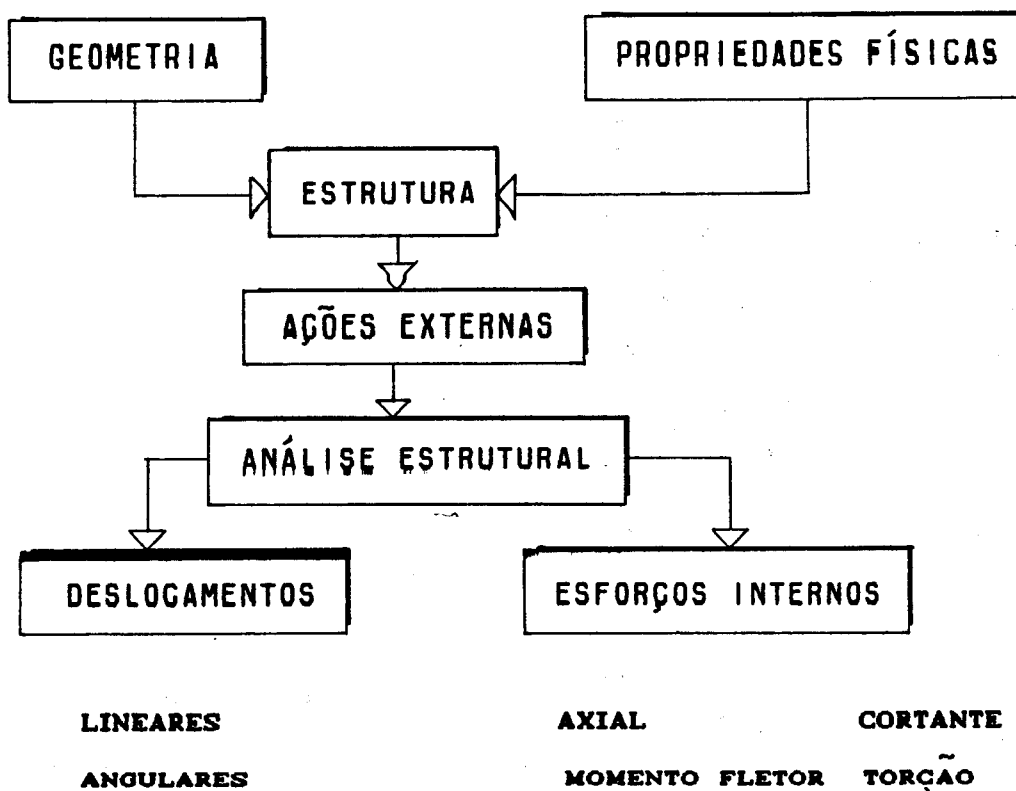 GEOMETRIA
PROPRIEDADES FÍSICAS
ESTRUTURA
AÇÕES EXTERNAS
ANÁLISE ESTRUTURAL
DESLOCAMENTOS
ESFORÇOS INTERNOS
LINEARES
AXIAL CORTANTE
ANGULARES
MOMENTO FLETOR TORÇÃO